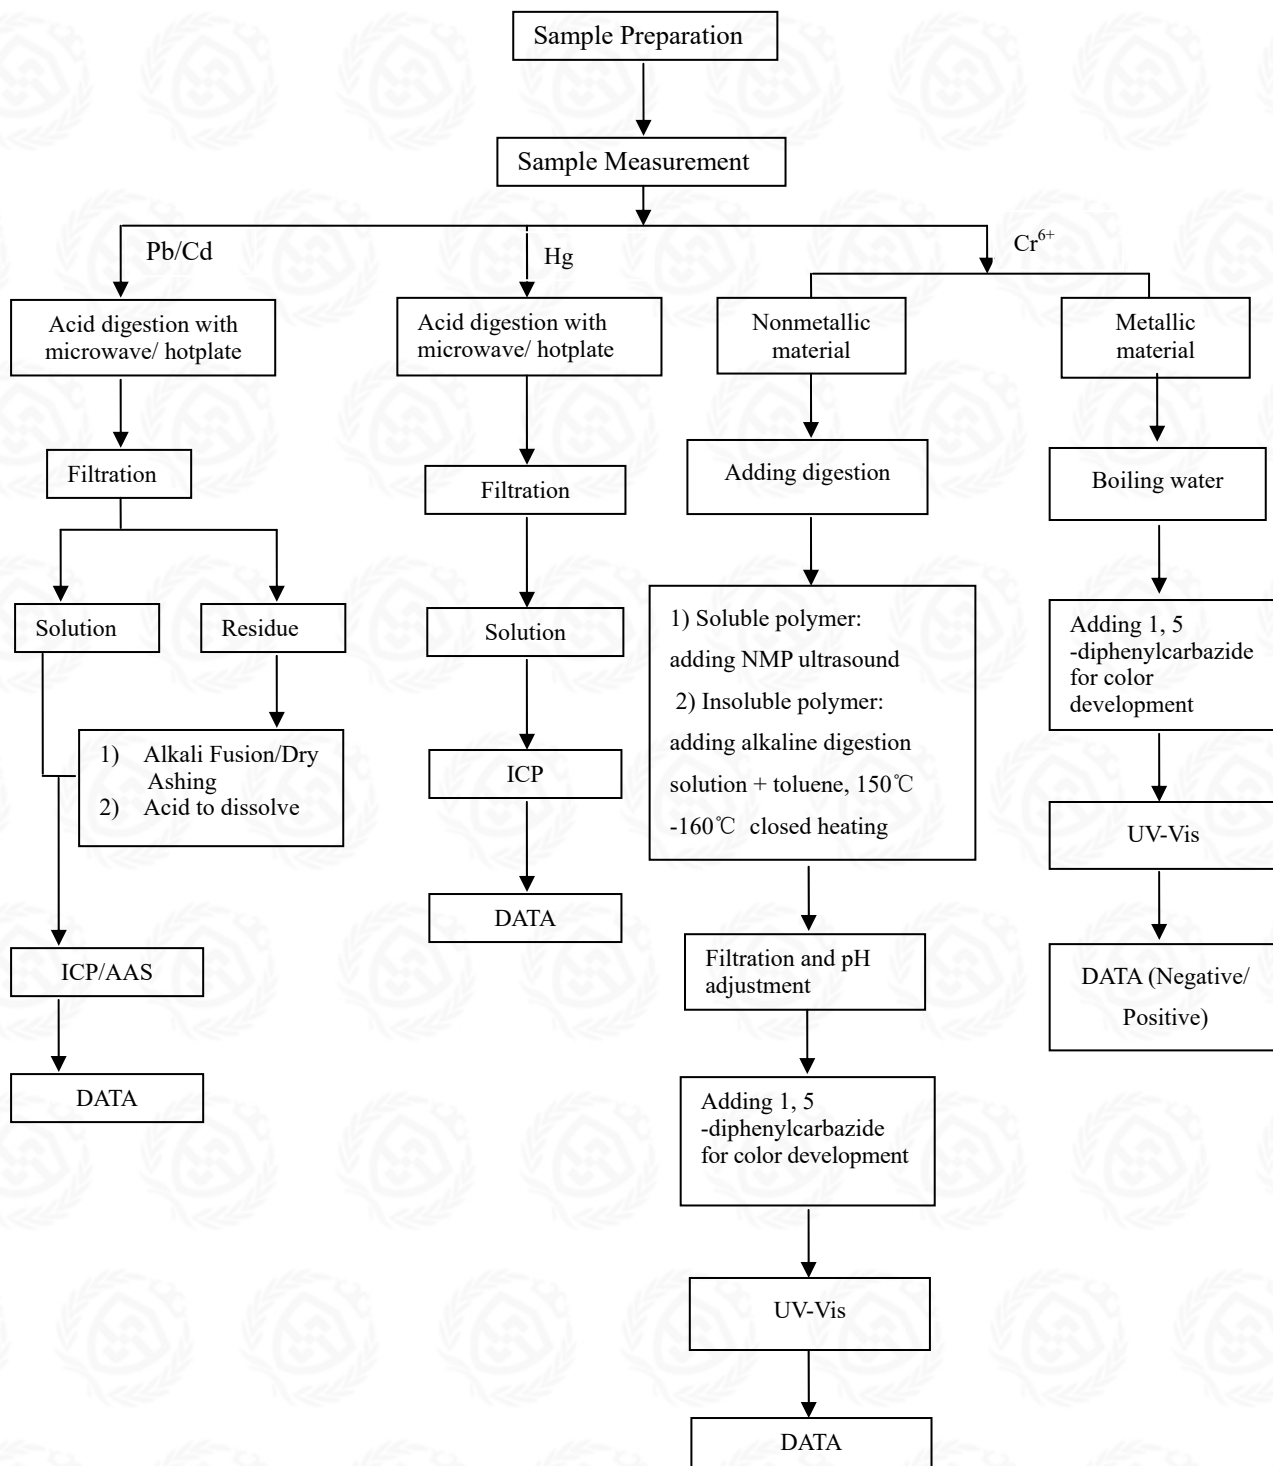 Sample Preparation
Sample Measurement
Pb/Cd
Hg
Cr⁶⁺
Acid digestion with
microwave/ hotplate
Acid digestion with
microwave/ hotplate
Nonmetallic
material
Metallic
material
Filtration
Filtration
Adding digestion
Boiling water
Solution
Residue
Solution
1) Soluble polymer:
adding NMP ultrasound
2) Insoluble polymer:
adding alkaline digestion
solution + toluene, 150℃
-160℃ closed heating
Adding 1, 5
-diphenylcarbazide
for color
development
1) Alkali Fusion/Dry
Ashing
2) Acid to dissolve
ICP
UV-Vis
DATA
ICP/AAS
Filtration and pH
adjustment
DATA (Negative/
Positive)
DATA
Adding 1, 5
-diphenylcarbazide
for color development
UV-Vis
DATA